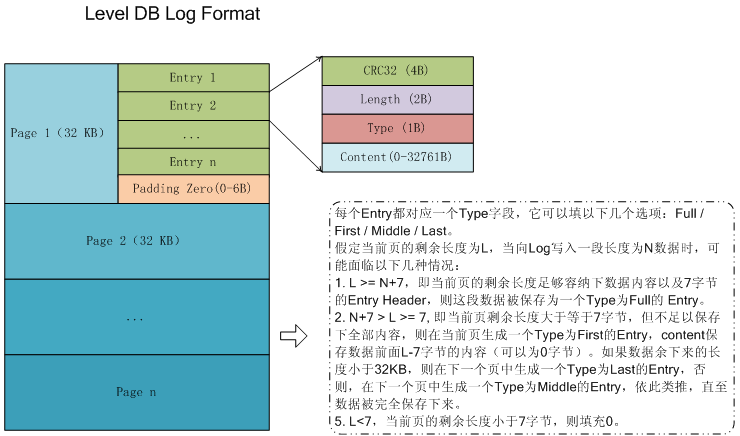 Level DB Log Format
Page 1 (32 KB)
Entry 1
Entry 2
...
Entry n
Padding Zero(0-6B)
Page 2 (32 KB)
...
Page n
CRC32 (4B)
Length (2B)
Type (1B)
Content(0-32761B)
每个Entry都对应一个Type字段，它可以填以下几个选项：Full /
First / Middle / Last。
假定当前页的剩余长度为L，当向Log写入一段长度为N数据时，可
能面临以下几种情况：
1. L >= N+7，即当前页的剩余长度足够容纳下数据内容以及7字节
的Entry Header，则这段数据被保存为一个Type为Full的 Entry。
2. N+7 > L >= 7, 即当前页剩余长度大于等于7字节，但不足以保存
下全部内容，则在当前页生成一个Type为First的Entry，content保
存数据前面L-7字节的内容（可以为0字节）。如果数据余下来的长
度小于32KB，则在下一个页中生成一个Type为Last的Entry，否
则，在下一个页中生成一个Type为Middle的Entry，依此类推，直至
数据被完全保存下来。
5. L<7，当前页的剩余长度小于7字节，则填充0。